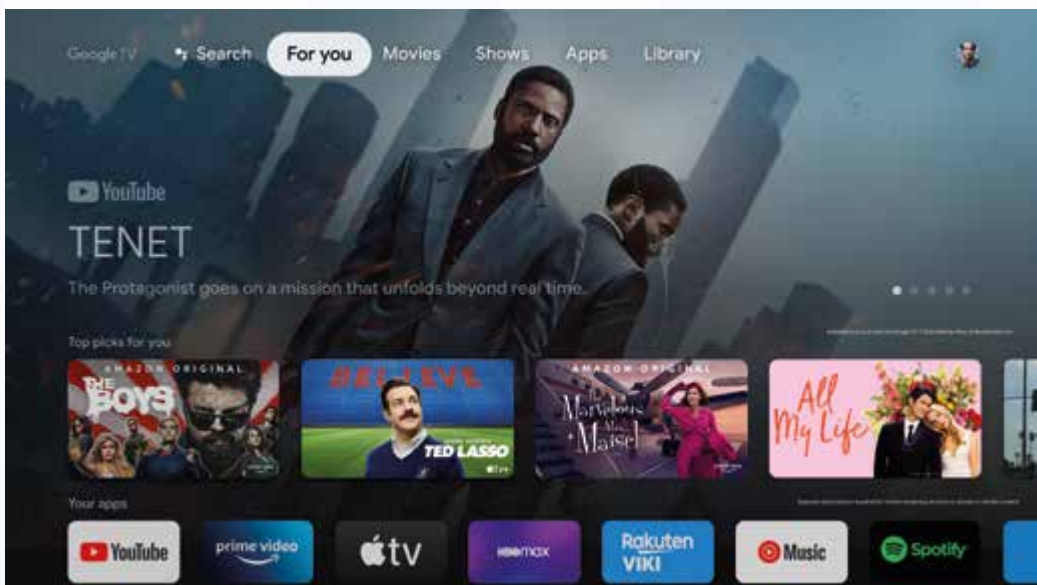 Google TV Search For you Movies Shows Apps Library
YouTube
TENET
The Protagonist goes on a mission that unfolds beyond real time.
Top picks for you
AMAZON ORIGINAL
THE BOYS
BELIEVE
TED LASSO
tv+
AMAZON ORIGINAL
The Marvelous
Mrs.
Maisel
All
My Life
Your apps
YouTube
prime video
tv
HBOmax
Rakuten
VIKI
Music
Spotify